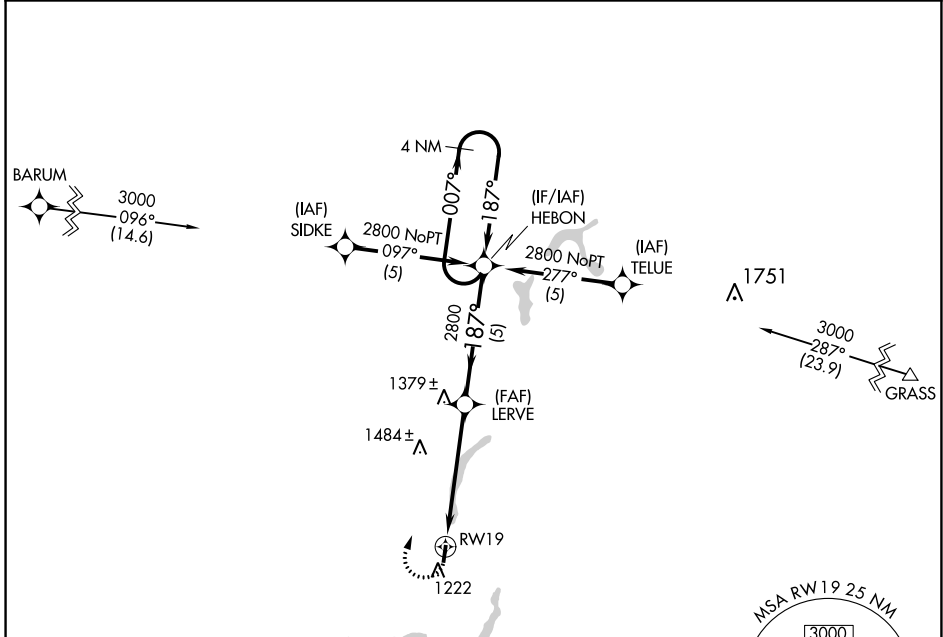 4 NM
BARUM
3000
096°
(14.6)
007°
187°
(IF/IAF)
HEBON
(IAF)
SIDKE
2800 NoPT
097°
(5)
2800 NoPT
277°
(5)
(IAF)
TELUE
1751
3000
287°
(23.9)
GRASS
2800
187°
(5)
1379 ±
(FAF)
LERVE
1484 ±
RW19
1222
MSA RW19 25 NM
3000